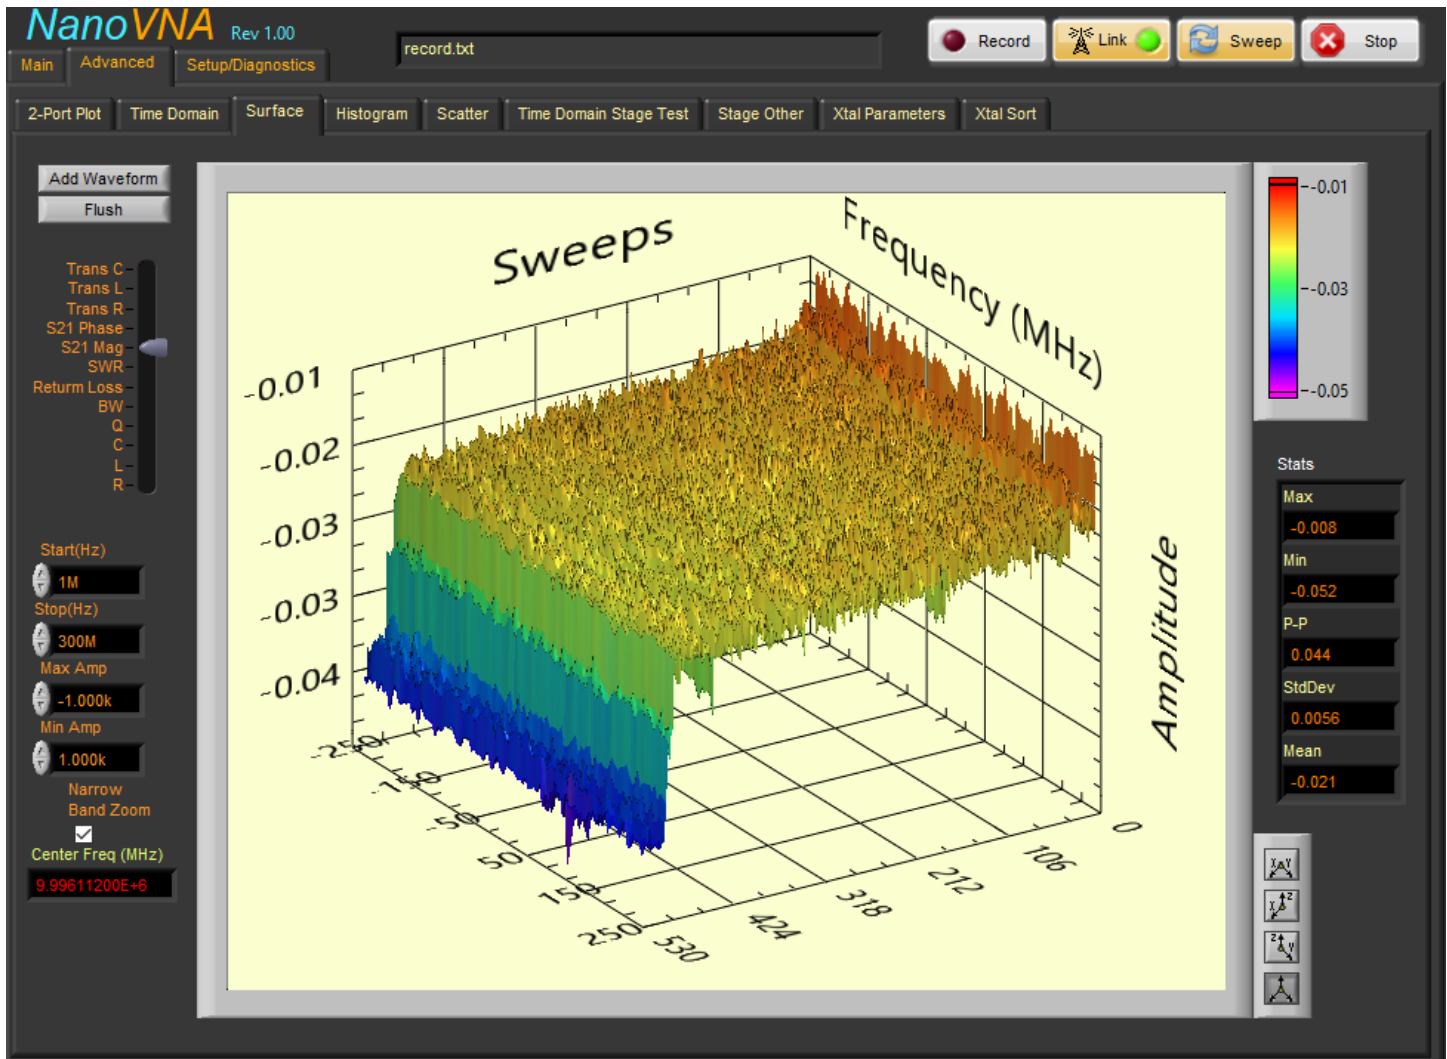 NanoVNA Rev 1.00
record.txt
Record
Link
Sweep
Stop
Main
Advanced
Setup/Diagnostics
2-Port Plot
Time Domain
Surface
Histogram
Scatter
Time Domain Stage Test
Stage Other
Xtal Parameters
Xtal Sort
Add Waveform
Flush
Trans C
Trans L
Trans R
S21 Phase
S21 Mag
SWR
Returm Loss
BW
Q
C
L
R
Start(Hz)
1M
Stop(Hz)
300M
Max Amp
-1.000k
Min Amp
1.000k
Narrow
Band Zoom
Center Freq (MHz)
9.99611200E+6
Sweeps
Frequency (MHz)
Amplitude
-0.01
-0.02
-0.03
-0.03
-0.04
-250
-150
-50
50
150
250
530
424
318
212
106
0
-0.01
-0.03
-0.05
Stats
Max
-0.008
Min
-0.052
P-P
0.044
StdDev
0.0056
Mean
-0.021
X Y
X Z
Z Y